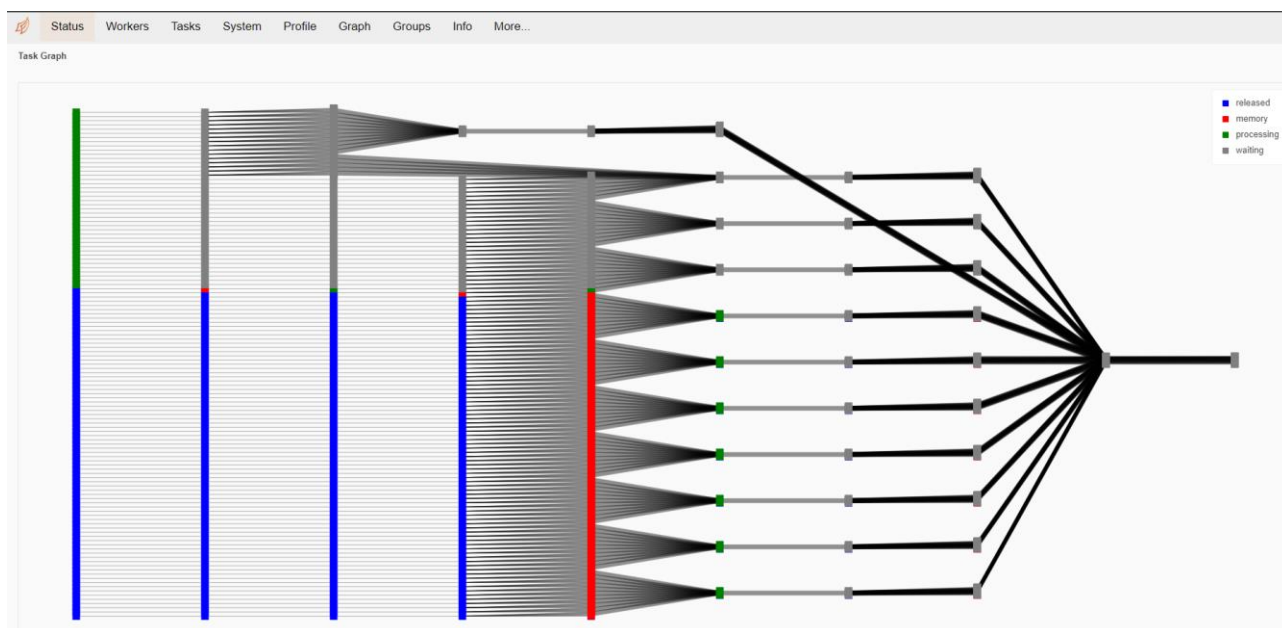 Status Workers Tasks System Profile Graph Groups Info More...
Task Graph
released
memory
processing
waiting